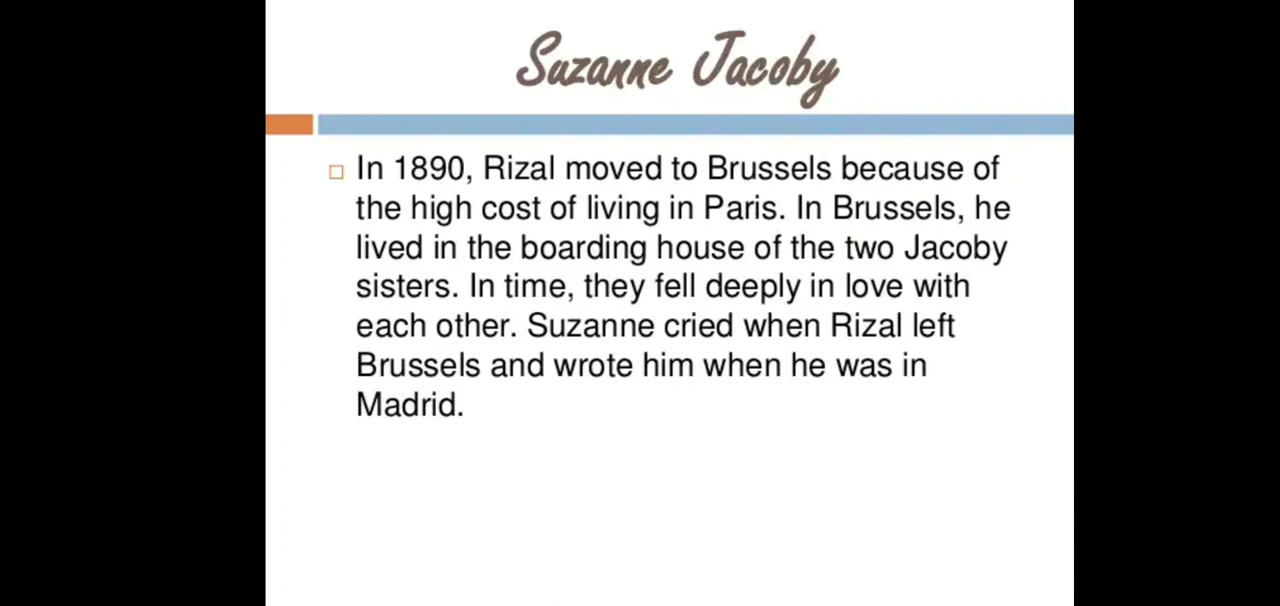 Suzanne Jacoby
In 1890, Rizal moved to Brussels because of
the high cost of living in Paris. In Brussels, he
lived in the boarding house of the two Jacoby
sisters. In time, they fell deeply in love with
each other. Suzanne cried when Rizal left
Brussels and wrote him when he was in
Madrid.